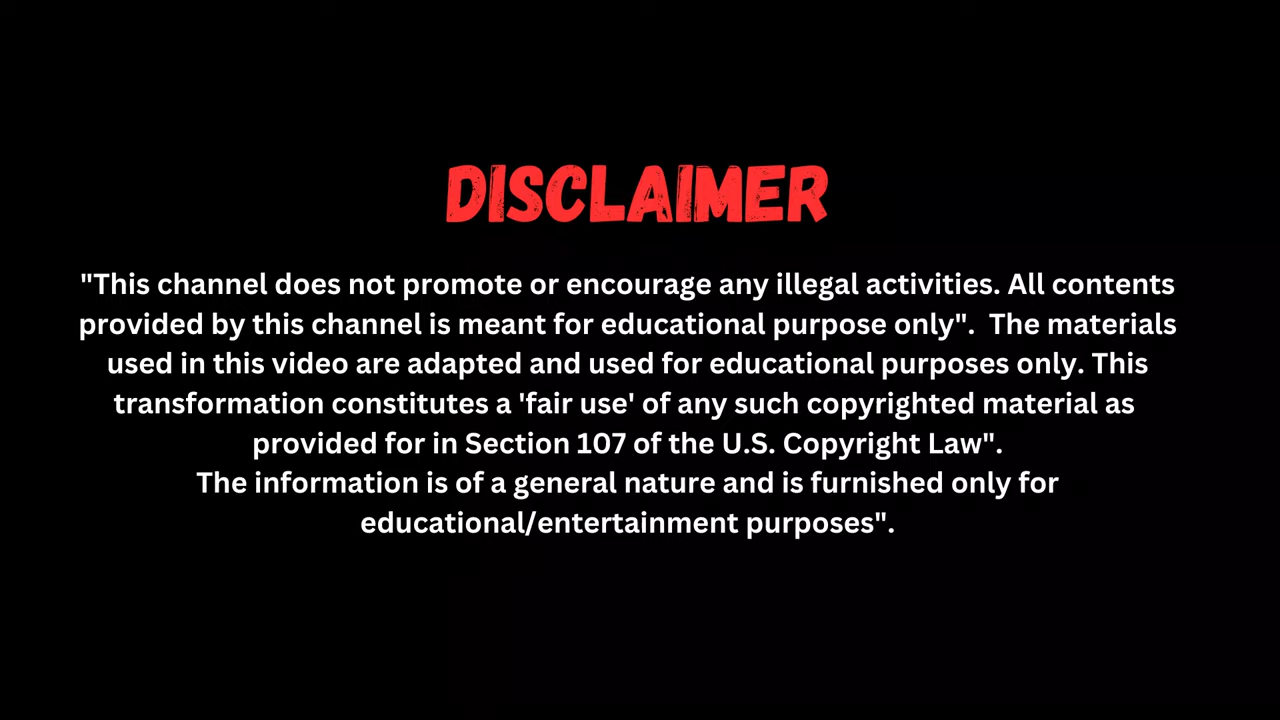 DISCLAIMER
"This channel does not promote or encourage any illegal activities. All contents
provided by this channel is meant for educational purpose only".  The materials
used in this video are adapted and used for educational purposes only. This
transformation constitutes a 'fair use' of any such copyrighted material as
provided for in Section 107 of the U.S. Copyright Law".
The information is of a general nature and is furnished only for
educational/entertainment purposes".